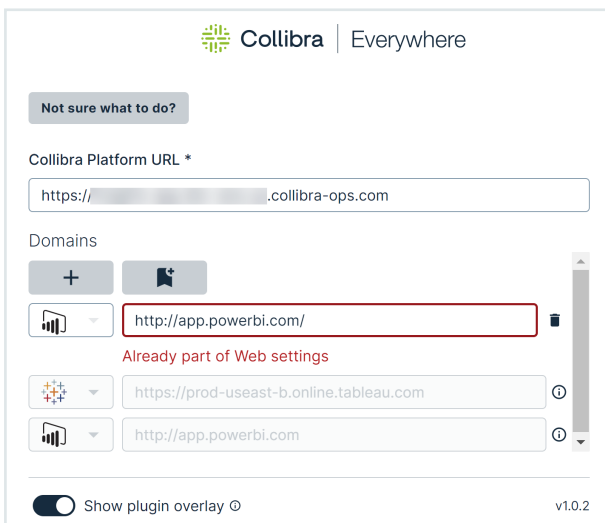 Collibra Everywhere
Not sure what to do?
Collibra Platform URL *
https:// .collibra-ops.com
Domains
http://app.powerbi.com/
Already part of Web settings
https://prod-useast-b.online.tableau.com
http://app.powerbi.com
Show plugin overlay
v1.0.2